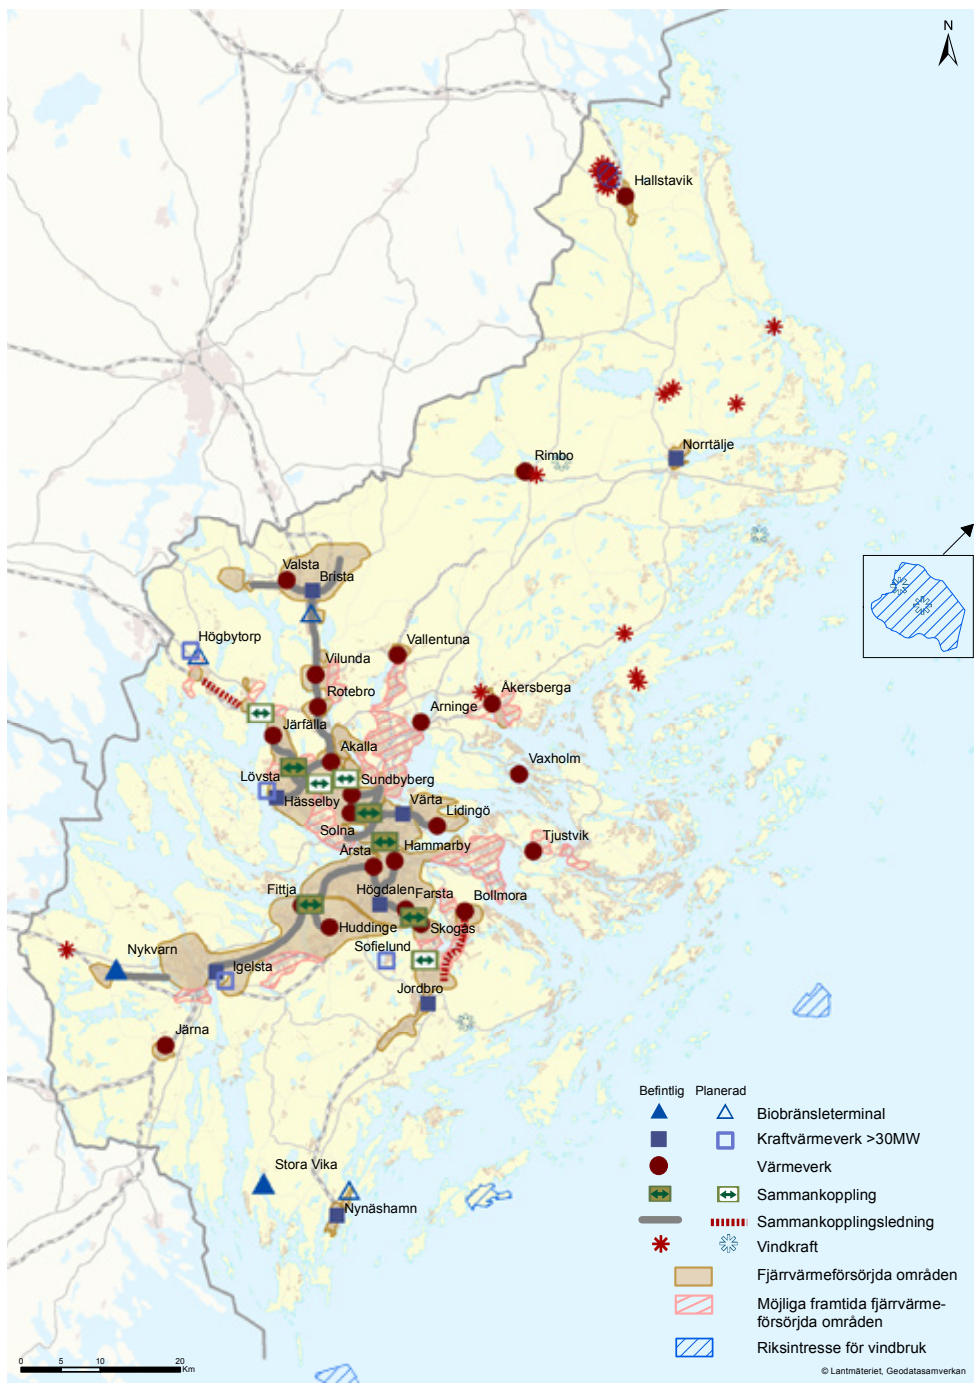 N
Hallstavik
Norrtälje
Rimbo
Valsta
Brista
Högbytorp
Vallentuna
Vilunda
Åkersberga
Rotebro
Arninge
Järfälla
Akalla
Vaxholm
Lövsta
Sundbyberg
Hässelby
Värta
Lidingö
Solna
Tjustvik
Årsta
Hammarby
Fittja
Högdalen
Farsta
Bollmora
Huddinge
Skogås
Sofielund
Nykvarn
Igelsta
Jordbro
Järna
Stora Vika
Nynäshamn
Befintlig Planerad
Biobränsleterminal
Kraftvärmeverk >30MW
Värmeverk
Sammankoppling
Sammankopplingsledning
Vindkraft
Fjärrvärmeförsörjda områden
Möjliga framtida fjärrvärme-
försörjda områden
Riksintresse för vindbruk
0 5 10 20
Km
© Lantmäteriet, Geodatasamverkan